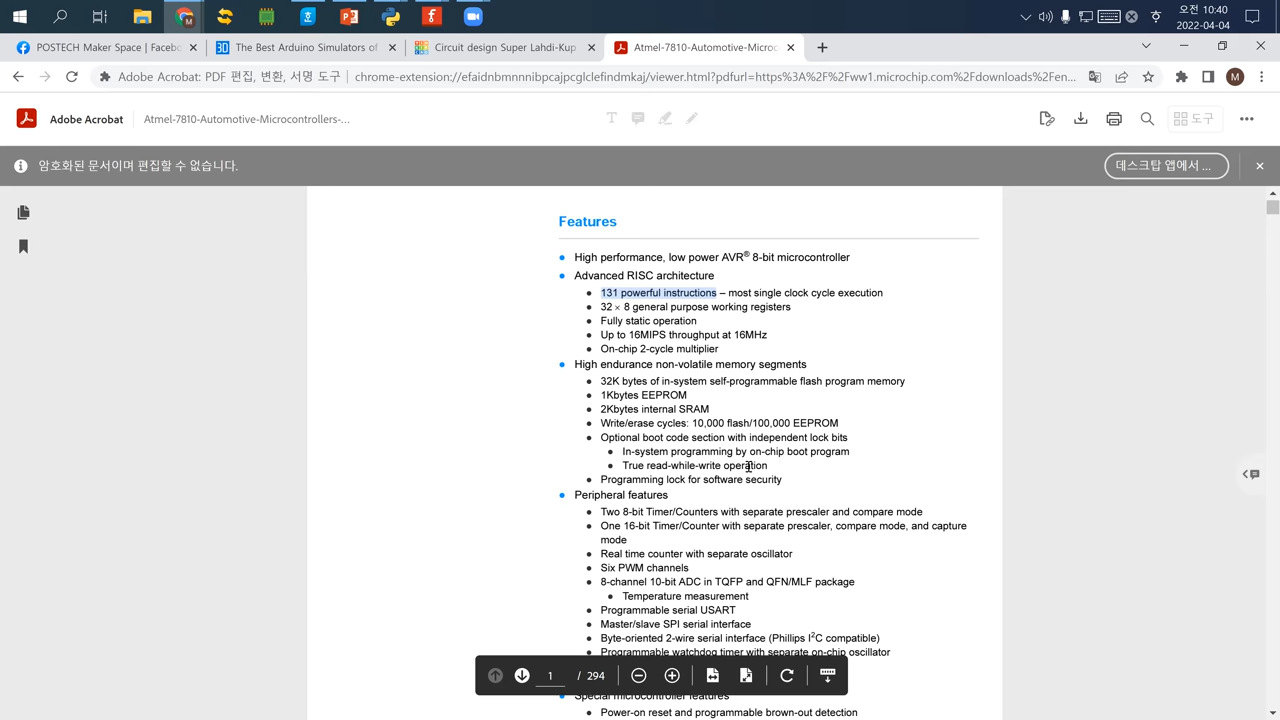 오전 10:40
2022-04-04
POSTECH Maker Space | Facebo
The Best Arduino Simulators of
Circuit design Super Lahdi-Kup
Atmel-7810-Automotive-Microc
Adobe Acrobat: PDF 편집, 변환, 서명 도구 | chrome-extension://efaidnbmnnnibpcajpcglclefindmkaj/viewer.html?pdfurl=https%3A%2F%2Fww1.microchip.com%2Fdownloads%2Fen...
M
Adobe Acrobat
Atmel-7810-Automotive-Microcontrollers-...
도구
암호화된 문서이며 편집할 수 없습니다.
데스크탑 앱에서 ...
Features
• High performance, low power AVR® 8-bit microcontroller
• Advanced RISC architecture
• 131 powerful instructions – most single clock cycle execution
• 32 × 8 general purpose working registers
• Fully static operation
• Up to 16MIPS throughput at 16MHz
• On-chip 2-cycle multiplier
• High endurance non-volatile memory segments
• 32K bytes of in-system self-programmable flash program memory
• 1Kbytes EEPROM
• 2Kbytes internal SRAM
• Write/erase cycles: 10,000 flash/100,000 EEPROM
• Optional boot code section with independent lock bits
• In-system programming by on-chip boot program
• True read-while-write operation
• Programming lock for software security
• Peripheral features
• Two 8-bit Timer/Counters with separate prescaler and compare mode
• One 16-bit Timer/Counter with separate prescaler, compare mode, and capture
mode
• Real time counter with separate oscillator
• Six PWM channels
• 8-channel 10-bit ADC in TQFP and QFN/MLF package
• Temperature measurement
• Programmable serial USART
• Master/slave SPI serial interface
• Byte-oriented 2-wire serial interface (Phillips I²C compatible)
• Programmable watchdog timer with separate on-chip oscillator
1 / 294
• Special microcontroller features
• Power-on reset and programmable brown-out detection